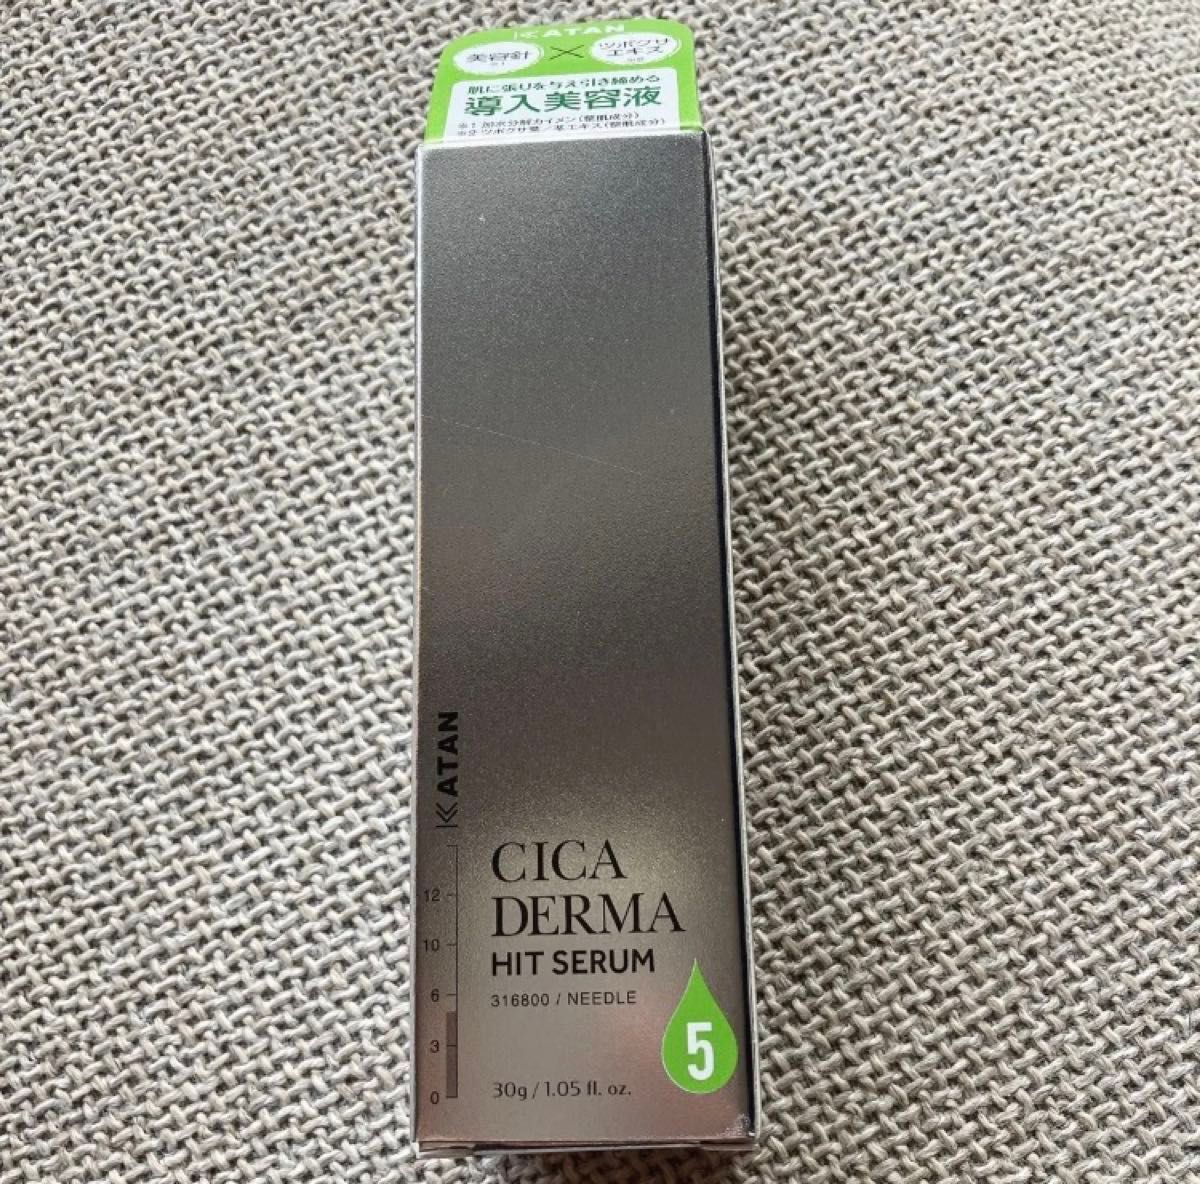 KATAN
美容針
※1
×
ツボクサ
エキス
※2
肌に張りを与え引き締める
導入美容液
※1 加水分解カイメン(整肌成分)
※2 ツボクサ葉/茎エキス(整肌成分)
KATAN
CICA
DERMA
HIT SERUM
316800 / NEEDLE
30g / 1.05 fl. oz.
12
10
6
3
0
5